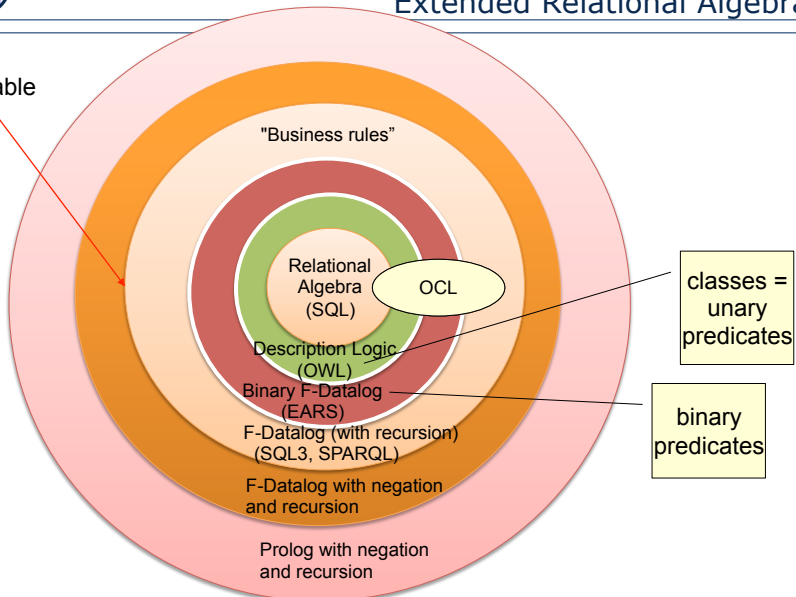 Extended Relational Algebra
able
"Business rules”
Relational
Algebra
(SQL)
OCL
classes =
unary
predicates
Description Logic
(OWL)
Binary F-Datalog
(EARS)
binary
predicates
F-Datalog (with recursion)
(SQL3, SPARQL)
F-Datalog with negation
and recursion
Prolog with negation
and recursion